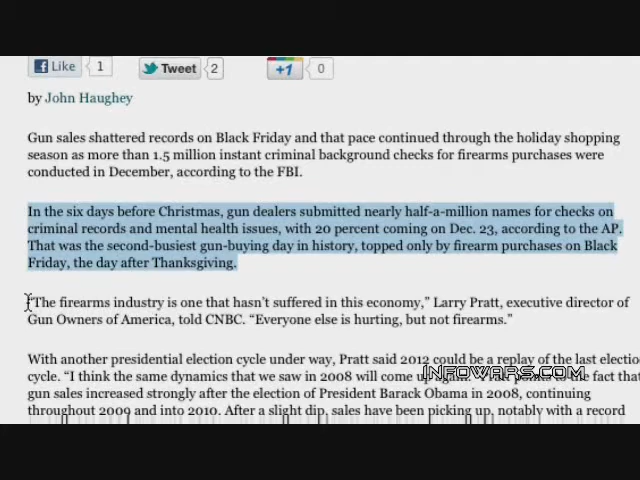 Like 1 Tweet 2 +1 0
by John Haughey
Gun sales shattered records on Black Friday and that pace continued through the holiday shopping
season as more than 1.5 million instant criminal background checks for firearms purchases were
conducted in December, according to the FBI.
In the six days before Christmas, gun dealers submitted nearly half-a-million names for checks on
criminal records and mental health issues, with 20 percent coming on Dec. 23, according to the AP.
That was the second-busiest gun-buying day in history, topped only by firearm purchases on Black
Friday, the day after Thanksgiving.
“The firearms industry is one that hasn’t suffered in this economy,” Larry Pratt, executive director of
Gun Owners of America, told CNBC. “Everyone else is hurting, but not firearms.”
With another presidential election cycle under way, Pratt said 2012 could be a replay of the last electio
cycle. “I think the same dynamics that we saw in 2008 will come up again.” the fact that
INFOWARS.COM
gun sales increased strongly after the election of President Barack Obama in 2008, continuing
throughout 2009 and into 2010. After a slight dip, sales have been picking up, notably with a record